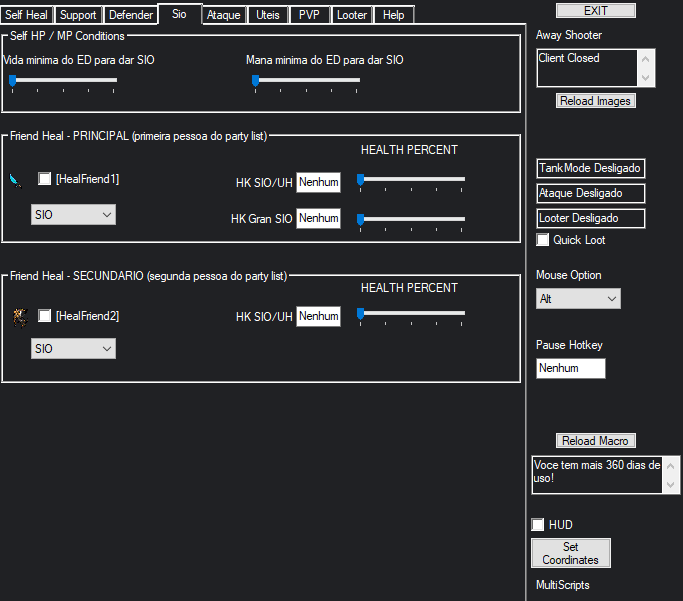 Self Heal Support Defender Sio Ataque Uteis PVP Looter Help
Self HP / MP Conditions
Vida minima do ED para dar SIO
Mana minima do ED para dar SIO
Friend Heal - PRINCIPAL (primeira pessoa do party list)
HEALTH PERCENT
[HealFriend1]
HK SIO/UH Nenhum
SIO
HK Gran SIO Nenhum
Friend Heal - SECUNDARIO (segunda pessoa do party list)
HEALTH PERCENT
[HealFriend2]
HK SIO/UH Nenhum
SIO
EXIT
Away Shooter
Client Closed
Reload Images
TankMode Desligado
Ataque Desligado
Looter Desligado
Quick Loot
Mouse Option
Alt
Pause Hotkey
Nenhum
Reload Macro
Voce tem mais 360 dias de
uso!
HUD
Set
Coordinates
MultiScripts